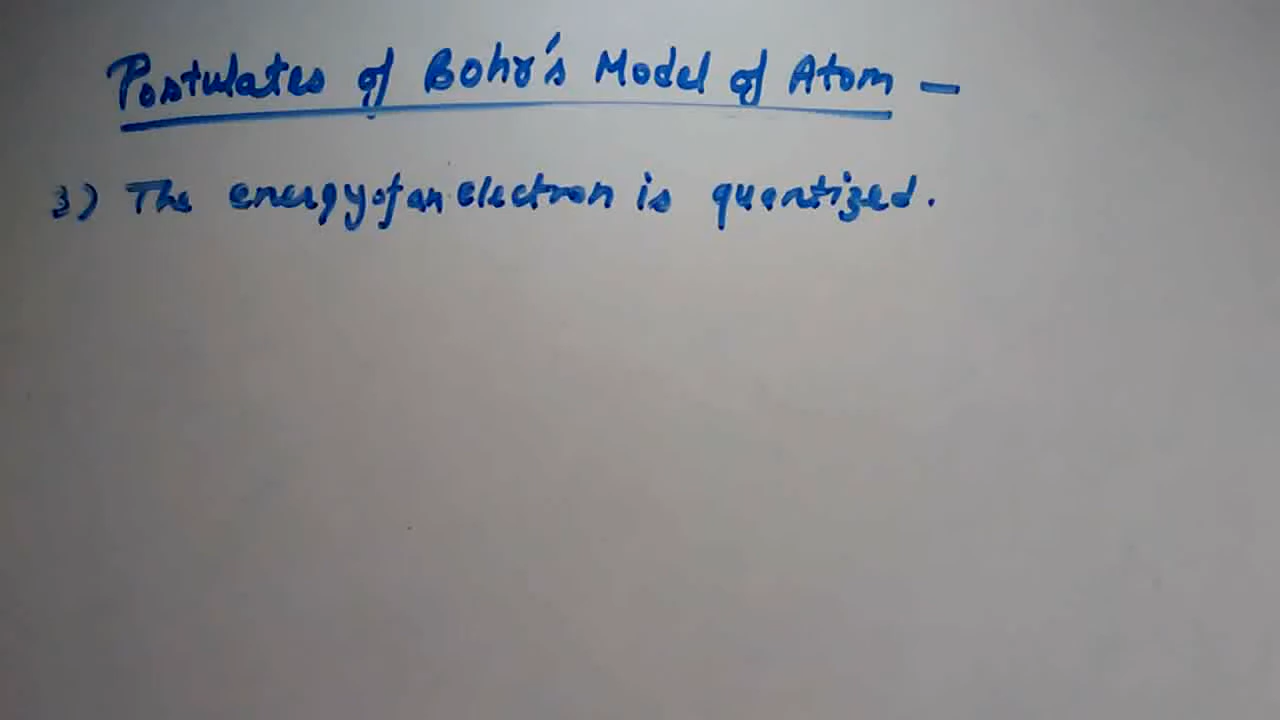 Postulates of Bohr's Model of Atom —
3) The energy of an electron is quantized.